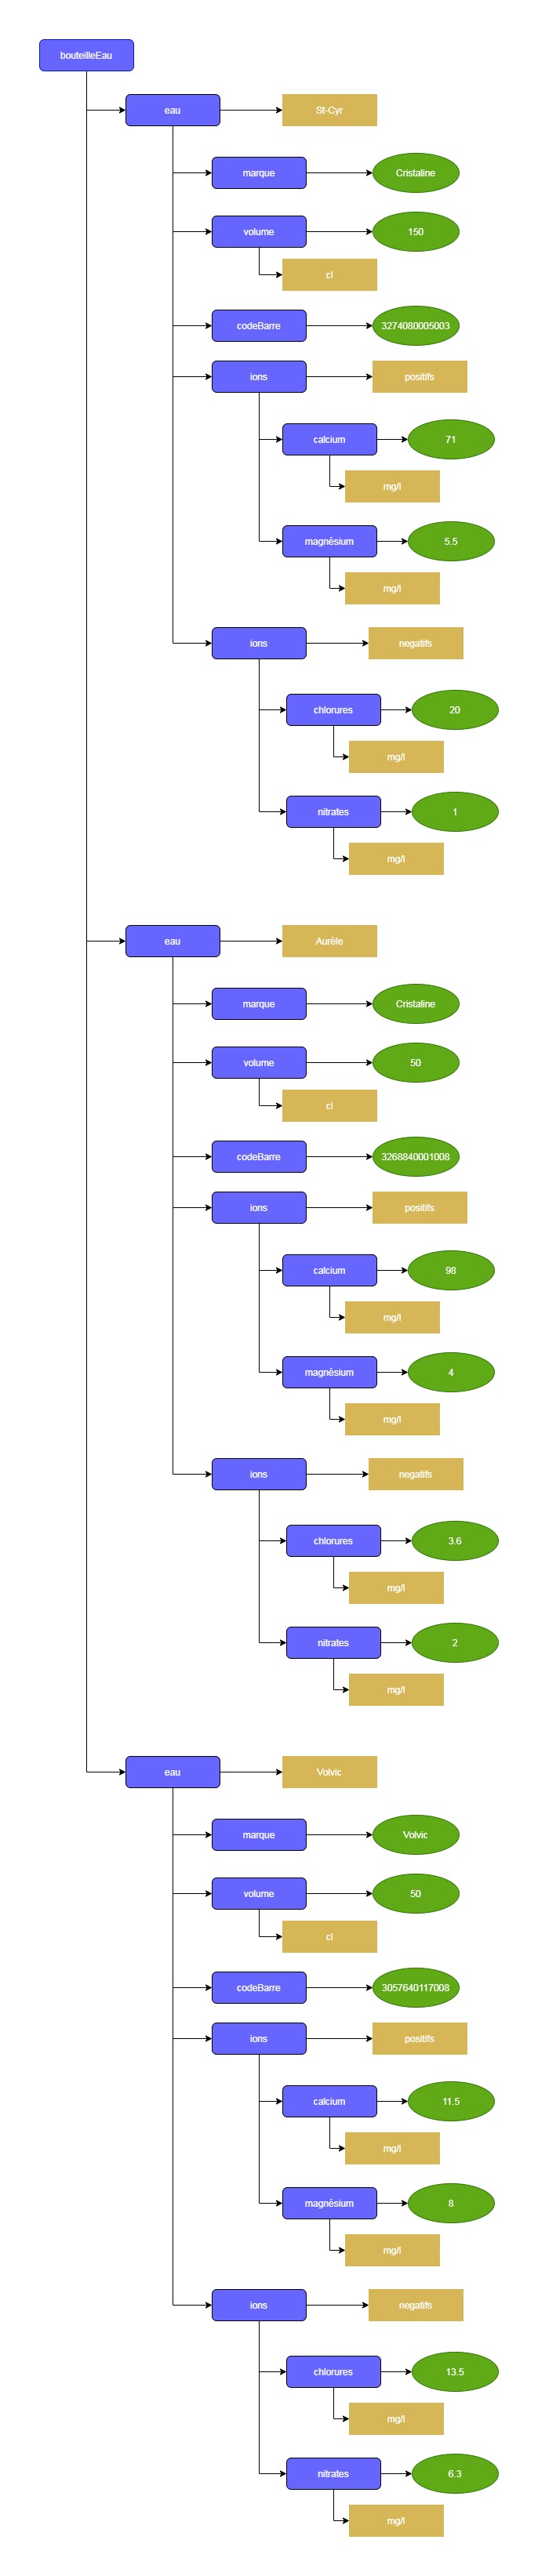 bouteilleEau
eau
St-Cyr
marque
Cristaline
volume
150
cl
codeBarre
3274080005003
ions
positifs
calcium
71
mg/l
magnésium
5.5
mg/l
ions
negatifs
chlorures
20
mg/l
nitrates
1
mg/l
eau
Aurèle
marque
Cristaline
volume
50
cl
codeBarre
3268840001008
ions
positifs
calcium
98
mg/l
magnésium
4
mg/l
ions
negatifs
chlorures
3.6
mg/l
nitrates
2
mg/l
eau
Volvic
marque
Volvic
volume
50
cl
codeBarre
3057640117008
ions
positifs
calcium
11.5
mg/l
magnésium
8
mg/l
ions
negatifs
chlorures
13.5
mg/l
nitrates
6.3
mg/l